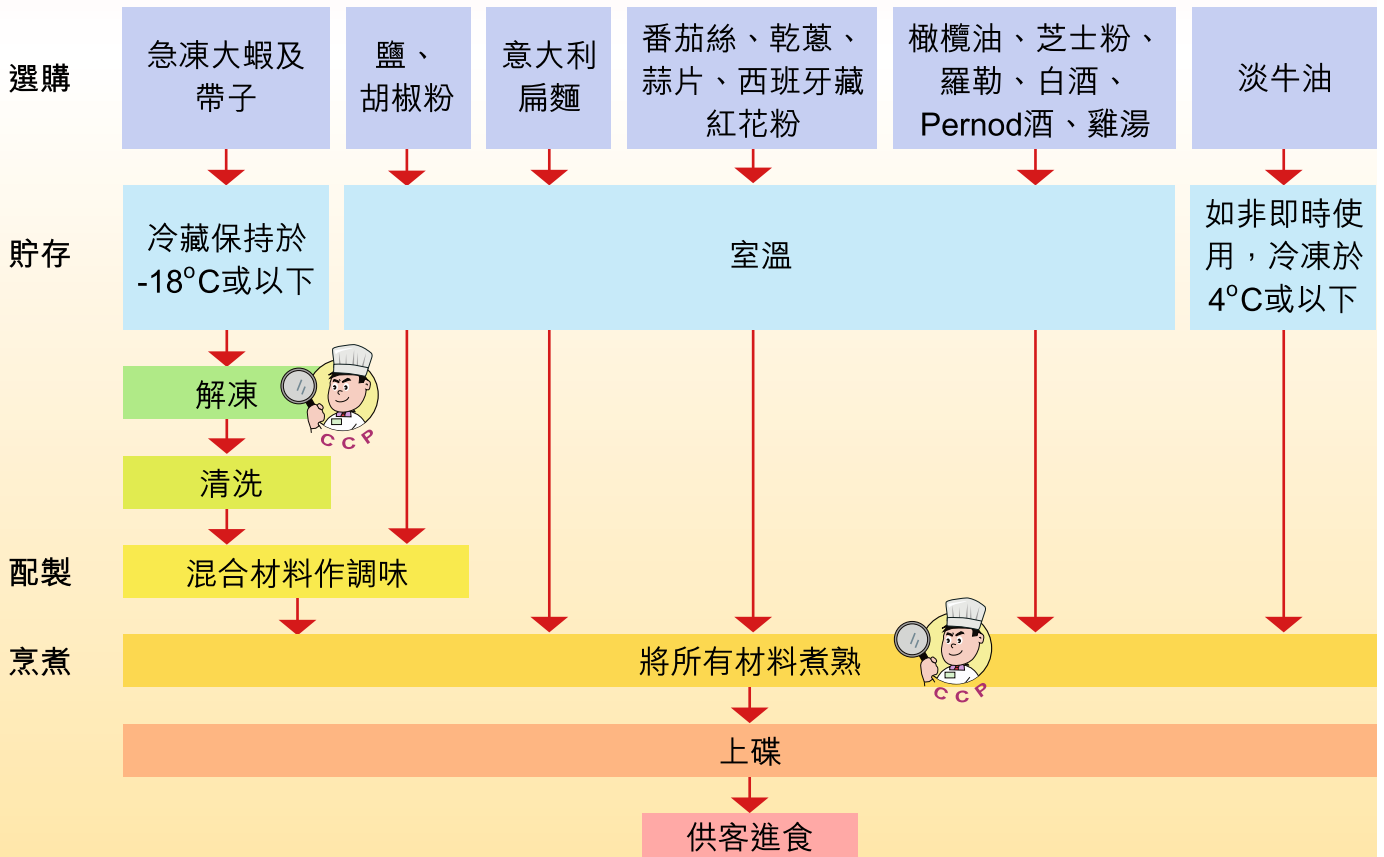 選購
急凍大蝦及
帶子
鹽、
胡椒粉
意大利
扁麵
番茄絲、乾蔥、
蒜片、西班牙藏
紅花粉
橄欖油、芝士粉、
羅勒、白酒、
Pernod酒、雞湯
淡牛油
貯存
冷藏保持於
-18°C或以下
室溫
如非即時使
用，冷凍於
4°C或以下
解凍
CCP
清洗
配製
混合材料作調味
烹煮
將所有材料煮熟
CCP
上碟
供客進食